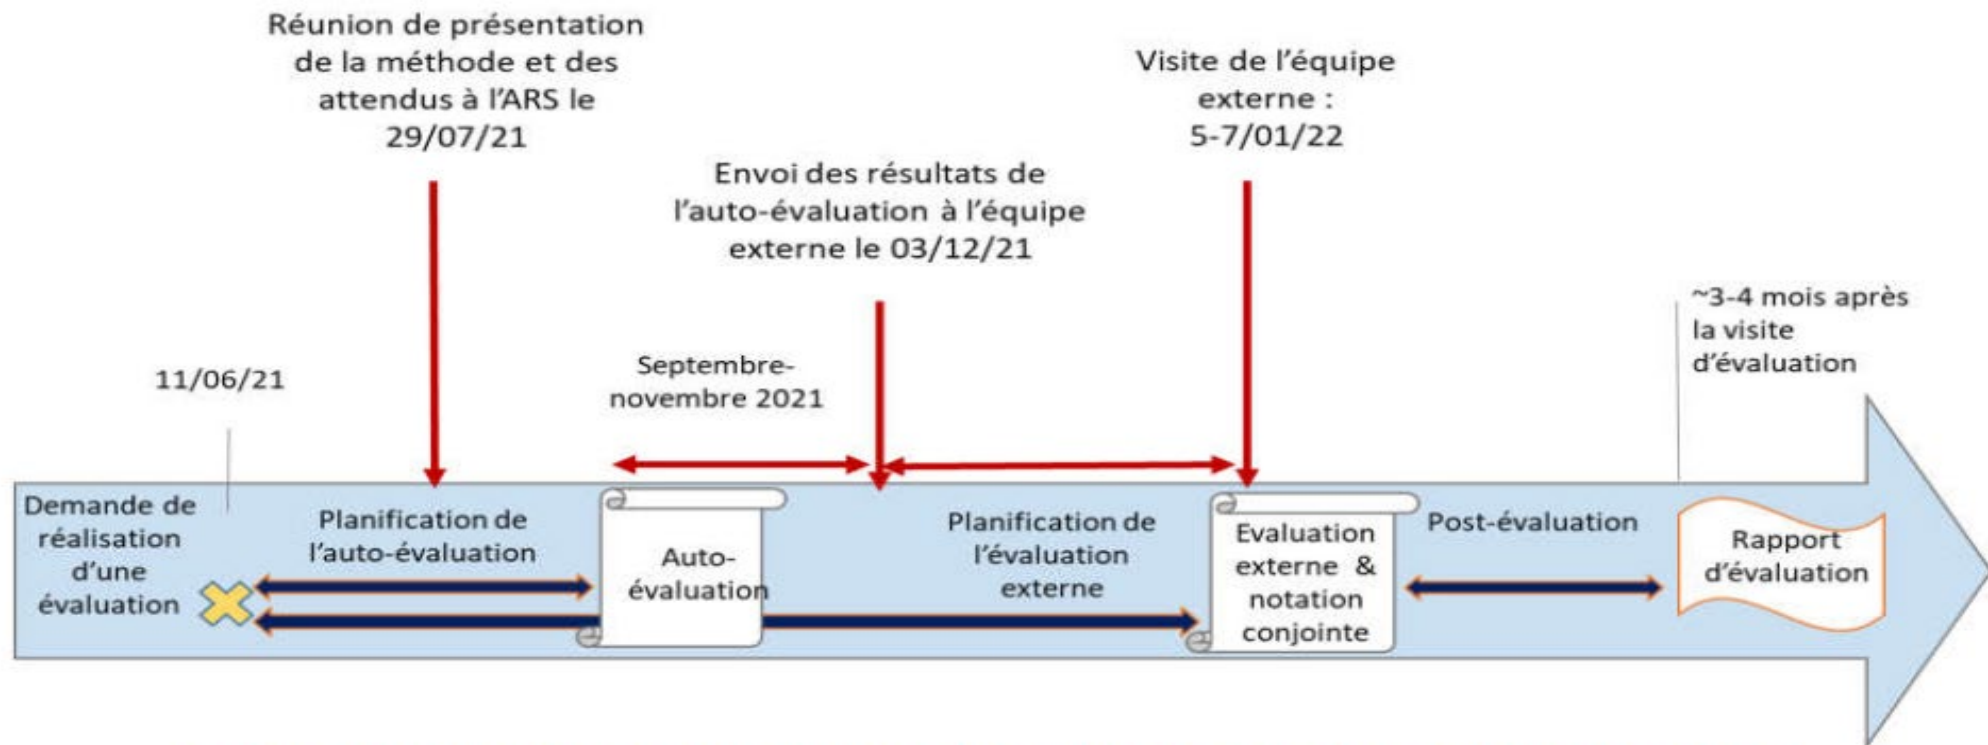 Réunion de présentation
de la méthode et des
attendus à l'ARS le
29/07/21
Visite de l'équipe
externe :
5-7/01/22
Envoi des résultats de
l'auto-évaluation à l'équipe
externe le 03/12/21
~3-4 mois après
la visite
d'évaluation
Septembre-
novembre 2021
11/06/21
Demande de
réalisation
d'une
évaluation
Planification de
l'auto-évaluation
Auto-
évaluation
Planification de
l'évaluation
externe
Evaluation
externe &
notation
conjointe
Post-évaluation
Rapport
d'évaluation